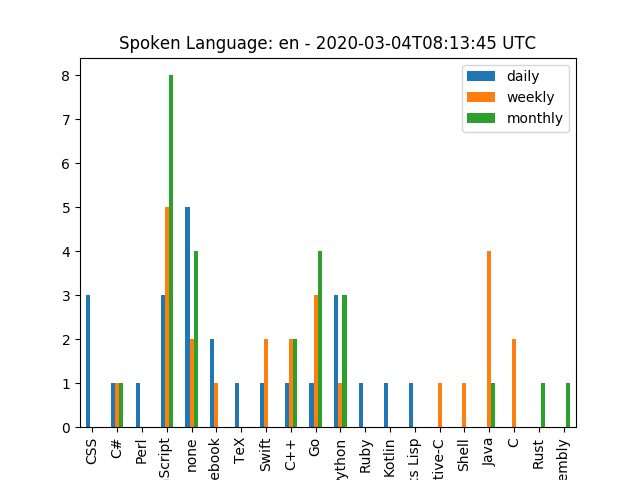 Spoken Language: en - 2020-03-04T08:13:45 UTC
daily
weekly
monthly
8
7
6
5
4
3
2
1
0
CSS
C#
Perl
Script
none
ebook
TeX
Swift
C++
Go
ython
Ruby
Kotlin
s Lisp
tive-C
Shell
Java
C
Rust
embly